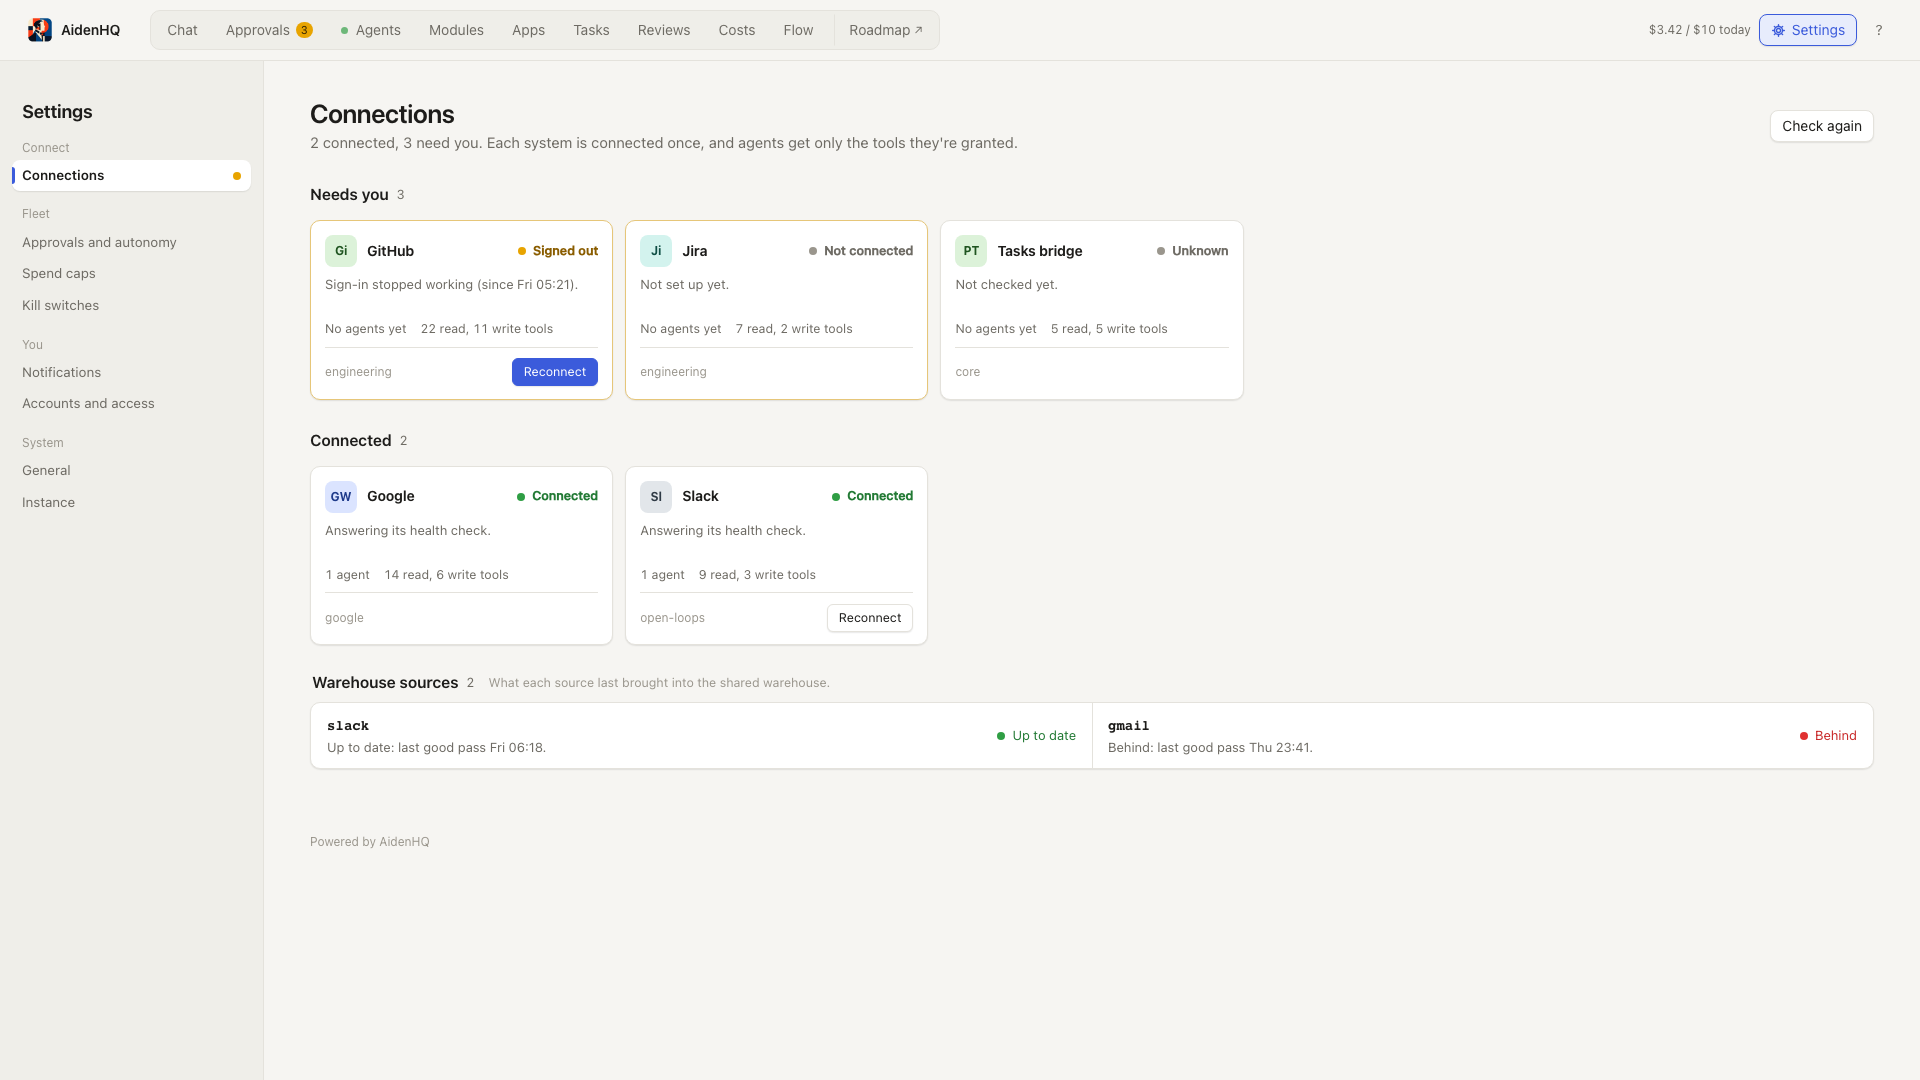 AidenHQ
Chat
Approvals 3
Agents
Modules
Apps
Tasks
Reviews
Costs
Flow
Roadmap ↗
$3.42 / $10 today
Settings
?
Settings
Connect
Connections
Fleet
Approvals and autonomy
Spend caps
Kill switches
You
Notifications
Accounts and access
System
General
Instance
Connections
2 connected, 3 need you. Each system is connected once, and agents get only the tools they're granted.
Check again
Needs you 3
Gi GitHub Signed out
Sign-in stopped working (since Fri 05:21).
No agents yet 22 read, 11 write tools
engineering Reconnect
Ji Jira Not connected
Not set up yet.
No agents yet 7 read, 2 write tools
engineering
PT Tasks bridge Unknown
Not checked yet.
No agents yet 5 read, 5 write tools
core
Connected 2
GW Google Connected
Answering its health check.
1 agent 14 read, 6 write tools
google
Sl Slack Connected
Answering its health check.
1 agent 9 read, 3 write tools
open-loops Reconnect
Warehouse sources 2 What each source last brought into the shared warehouse.
slack
Up to date: last good pass Fri 06:18.
Up to date
gmail
Behind: last good pass Thu 23:41.
Behind
Powered by AidenHQ